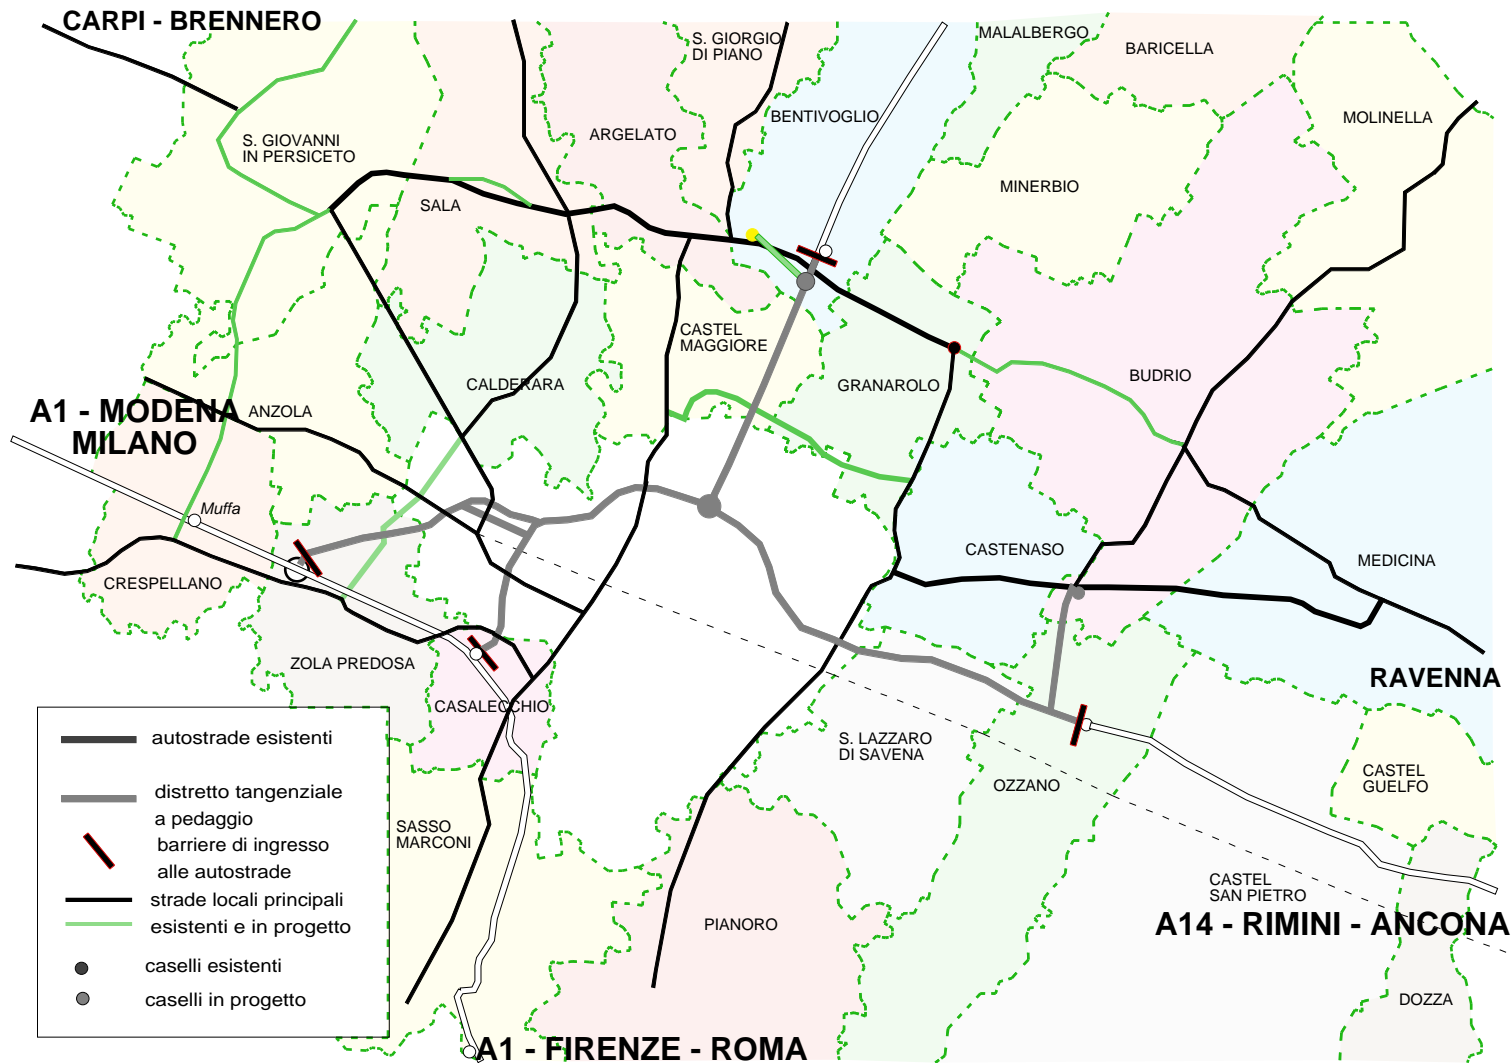 CARPI - BRENNERO
S. GIORGIO
DI PIANO
MALALBERGO
BARICELLA
ARGELATO
BENTIVOGLIO
MOLINELLA
S. GIOVANNI
IN PERSICETO
MINERBIO
SALA
CASTEL
MAGGIORE
CALDERARA
GRANAROLO
BUDRIO
A1 - MODENA
MILANO
ANZOLA
Muffa
CASTENASO
MEDICINA
CRESPELLANO
ZOLA PREDOSA
RAVENNA
CASALECCHIO
S. LAZZARO
DI SAVENA
OZZANO
CASTEL
GUELFO
autostrade esistenti
distretto tangenziale
a pedaggio
barriere di ingresso
alle autostrade
strade locali principali
esistenti e in progetto
caselli esistenti
caselli in progetto
SASSO
MARCONI
CASTEL
SAN PIETRO
PIANORO
A14 - RIMINI - ANCONA
DOZZA
A1 - FIRENZE - ROMA